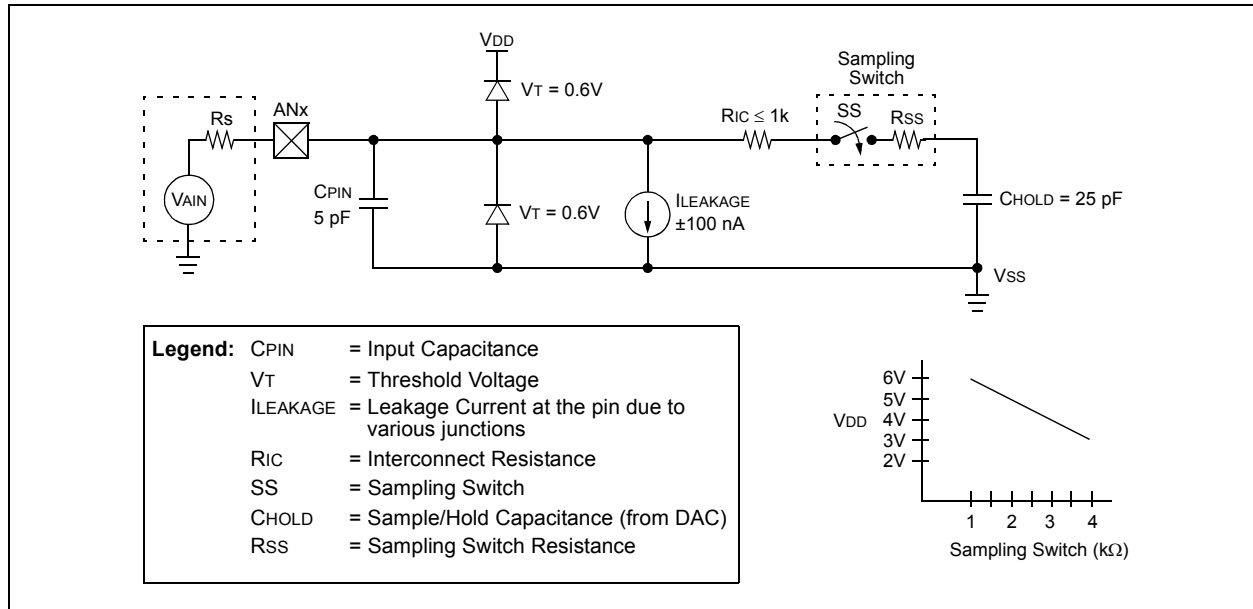 VDD
Sampling
Switch
VT = 0.6V
Rs
ANx
RIC ≤ 1k
SS
RSS
VAIN
CPIN
5 pF
VT = 0.6V
ILEAKAGE
±100 nA
CHOLD = 25 pF
VSS
Legend: CPIN = Input Capacitance
VT = Threshold Voltage
ILEAKAGE = Leakage Current at the pin due to
various junctions
RIC = Interconnect Resistance
SS = Sampling Switch
CHOLD = Sample/Hold Capacitance (from DAC)
RSS = Sampling Switch Resistance
6V
5V
VDD 4V
3V
2V
1 2 3 4
Sampling Switch (kΩ)